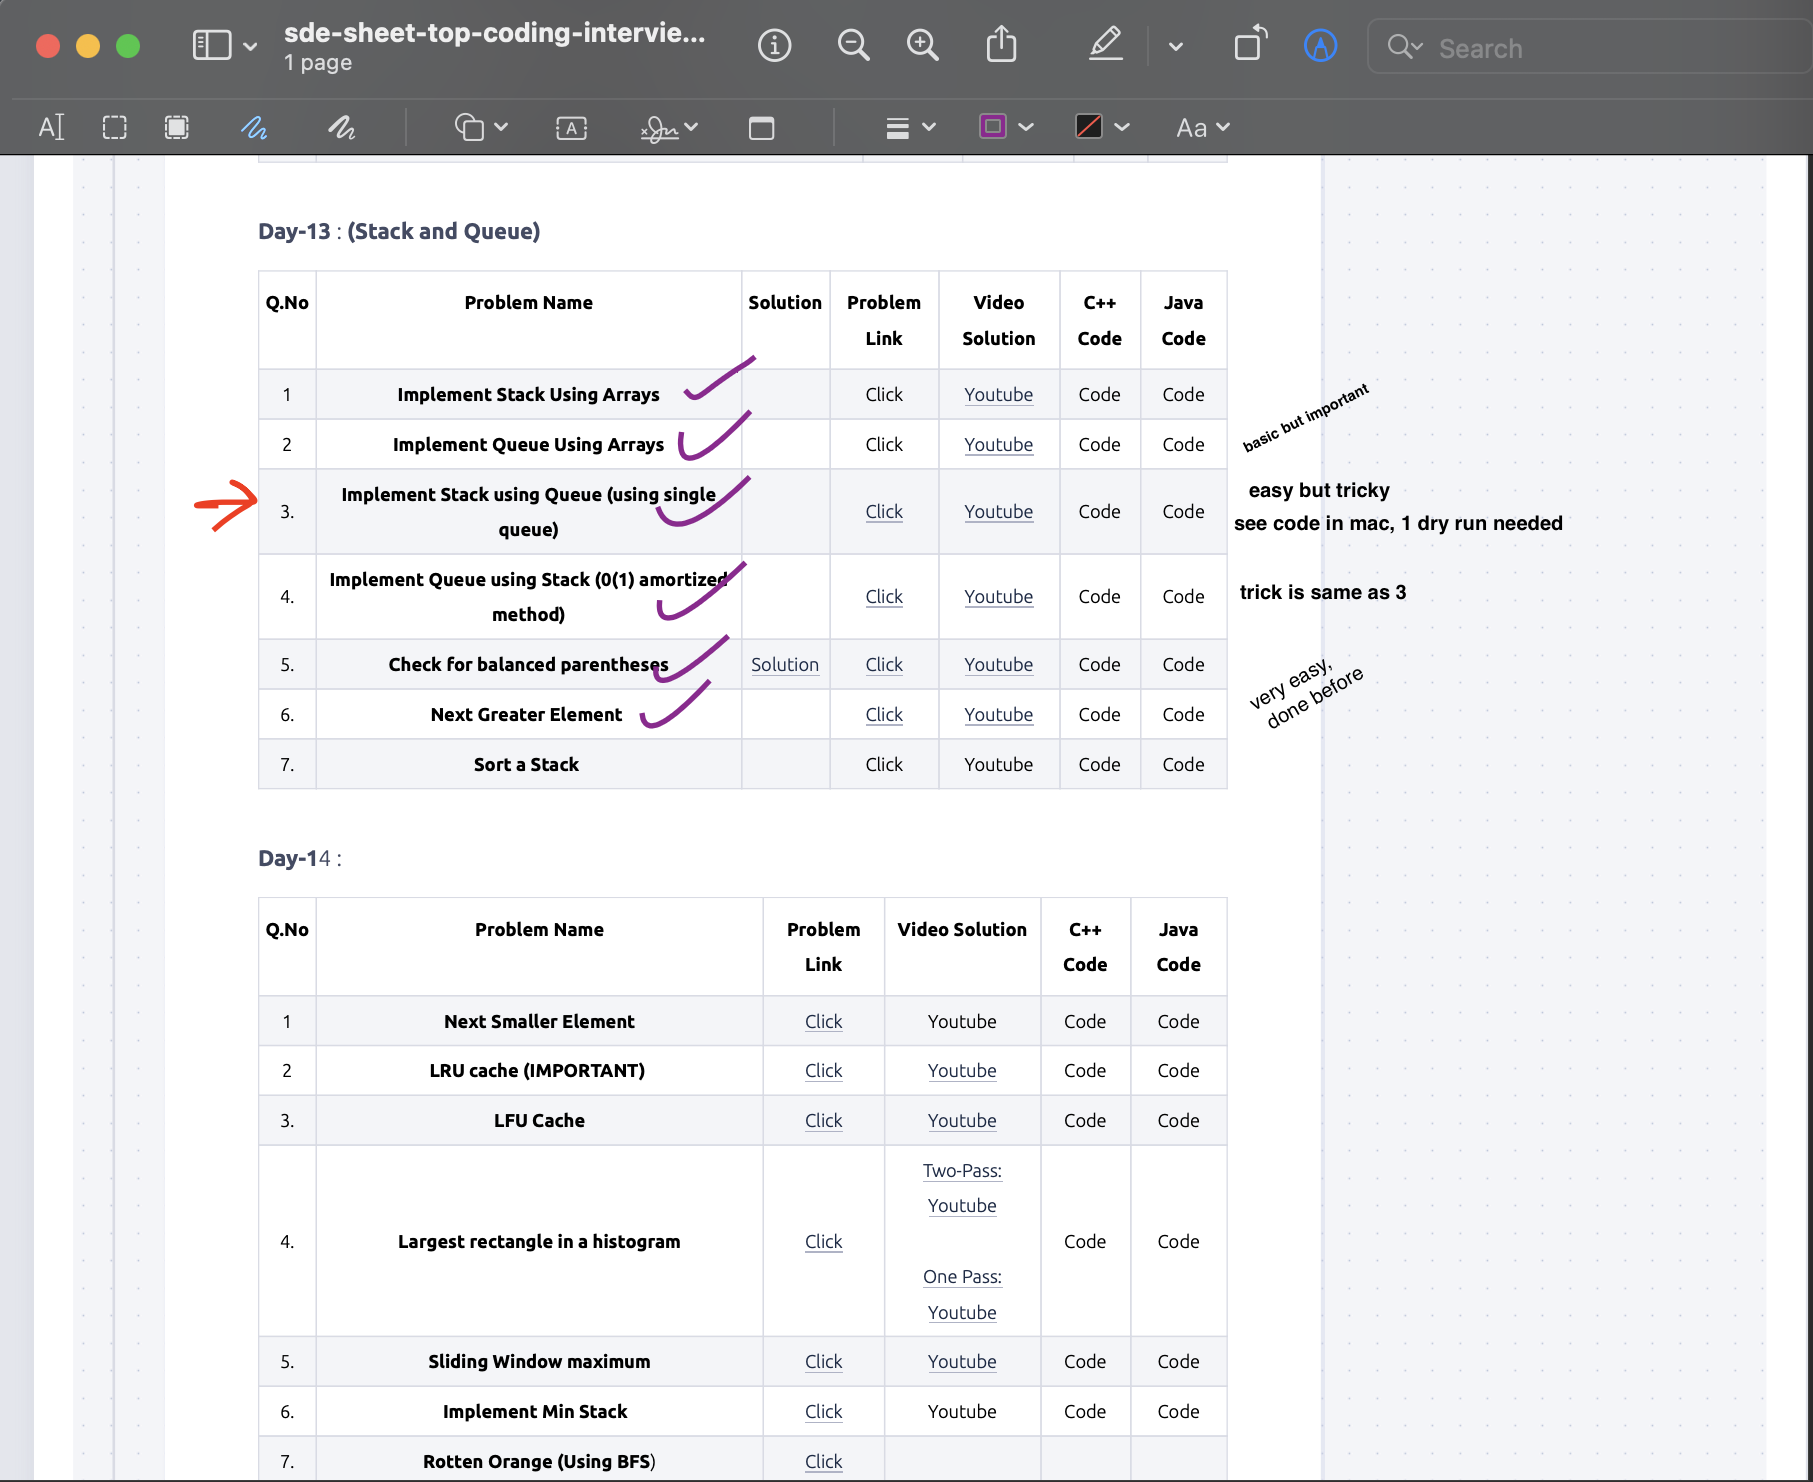 sde-sheet-top-coding-intervie...
1 page
Search
Aa
Day-13 : (Stack and Queue)
Q.No Problem Name Solution Problem Link Video Solution C++ Code Java Code
1 Implement Stack Using Arrays Click Youtube Code Code
2 Implement Queue Using Arrays Click Youtube Code Code
basic but important
3. Implement Stack using Queue (using single queue) Click Youtube Code Code
easy but tricky
see code in mac, 1 dry run needed
4. Implement Queue using Stack (0(1) amortized method) Click Youtube Code Code
trick is same as 3
5. Check for balanced parentheses Solution Click Youtube Code Code
6. Next Greater Element Click Youtube Code Code
very easy,
done before
7. Sort a Stack Click Youtube Code Code
Day-14 :
Q.No Problem Name Problem Link Video Solution C++ Code Java Code
1 Next Smaller Element Click Youtube Code Code
2 LRU cache (IMPORTANT) Click Youtube Code Code
3. LFU Cache Click Youtube Code Code
4. Largest rectangle in a histogram Click Two-Pass: Youtube One Pass: Youtube Code Code
5. Sliding Window maximum Click Youtube Code Code
6. Implement Min Stack Click Youtube Code Code
7. Rotten Orange (Using BFS) Click